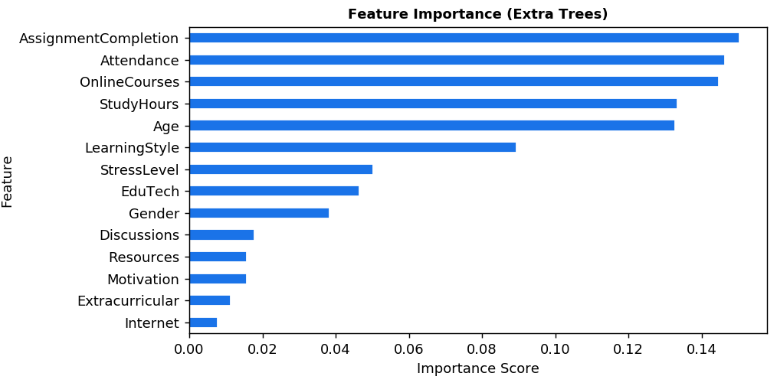 Feature Importance (Extra Trees)
AssignmentCompletion
Attendance
OnlineCourses
StudyHours
Age
LearningStyle
StressLevel
EduTech
Gender
Discussions
Resources
Motivation
Extracurricular
Internet
Feature
0.00 0.02 0.04 0.06 0.08 0.10 0.12 0.14
Importance Score